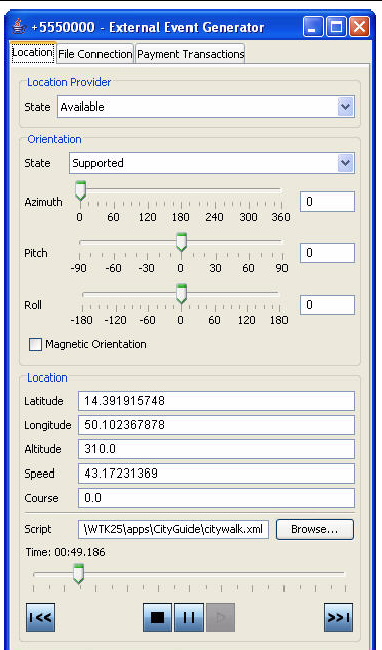 +5550000 - External Event Generator
Location File Connection Payment Transactions
Location Provider
State Available
Orientation
State Supported
Azimuth 0
0 60 120 180 240 300 360
Pitch 0
-90 -60 -30 0 30 60 90
Roll 0
-180 -120 -60 0 60 120 180
Magnetic Orientation
Location
Latitude 14.391915748
Longitude 50.102367878
Altitude 310.0
Speed 43.17231369
Course 0.0
Script \WTK25\apps\CityGuide\citywalk.xml Browse...
Time: 00:49.186